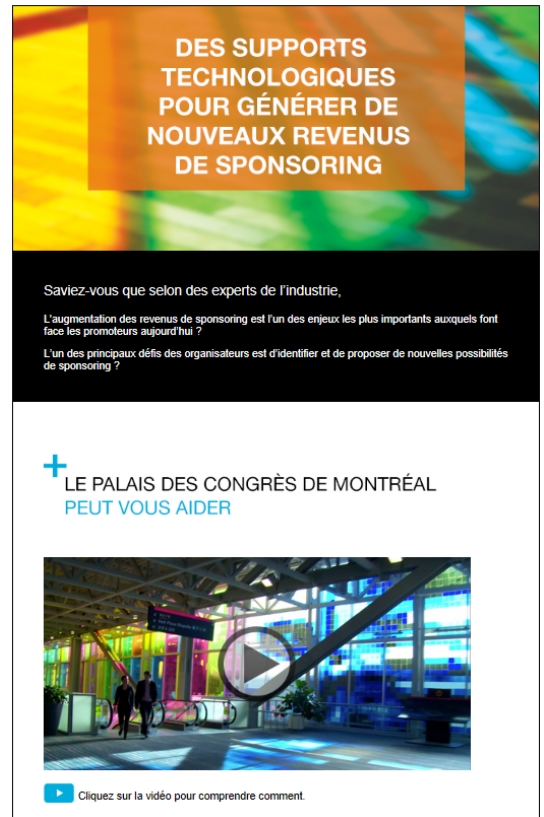 DES SUPPORTS
TECHNOLOGIQUES
POUR GÉNÉRER DE
NOUVEAUX REVENUS
DE SPONSORING
Saviez-vous que selon des experts de l'industrie,
L'augmentation des revenus de sponsoring est l'un des enjeux les plus importants auxquels font
face les promoteurs aujourd'hui ?
L'un des principaux défis des organisateurs est d'identifier et de proposer de nouvelles possibilités
de sponsoring ?
LE PALAIS DES CONGRÈS DE MONTRÉAL
PEUT VOUS AIDER
Cliquez sur la vidéo pour comprendre comment.